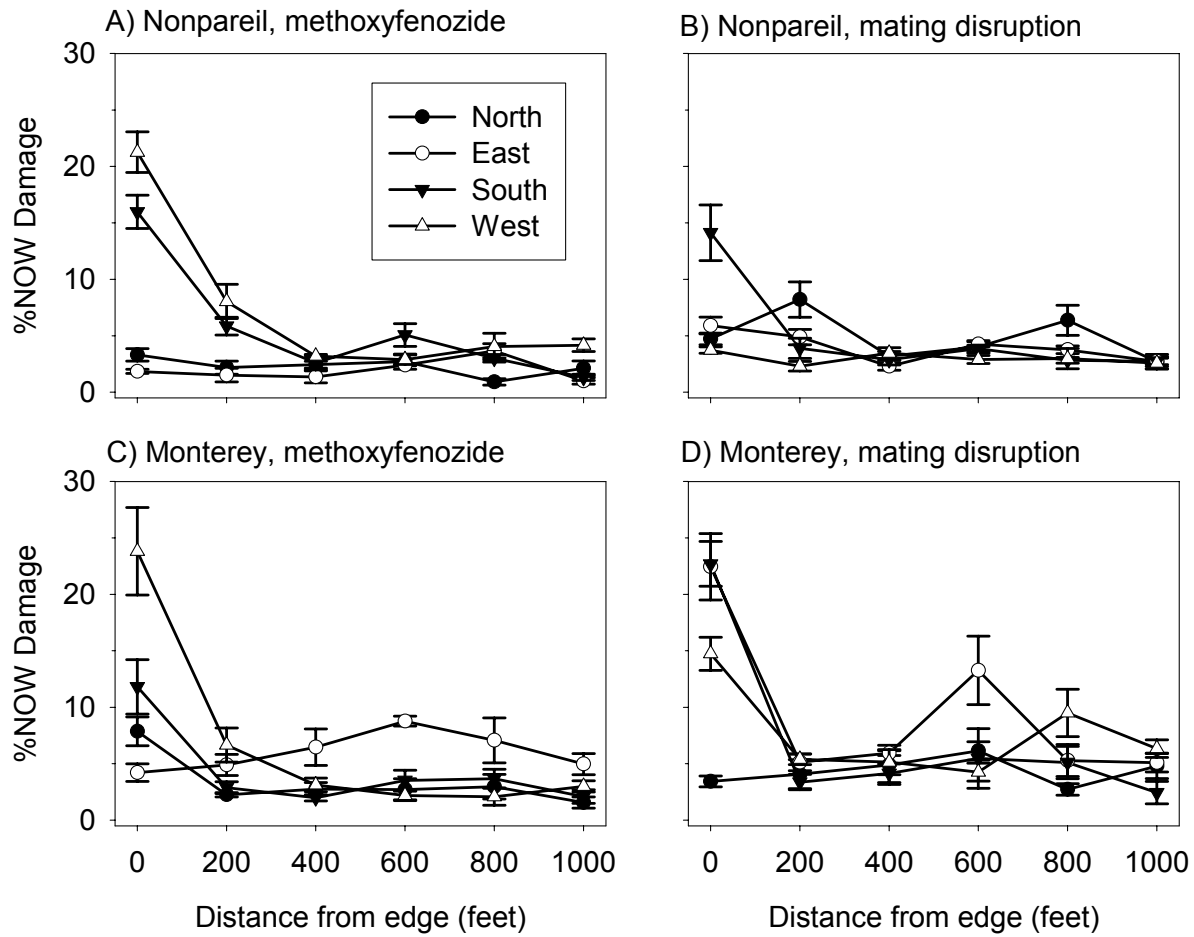 A) Nonpareil, methoxyfenozide
B) Nonpareil, mating disruption
30
20
10
0
%NOW Damage
North
East
South
West
C) Monterey, methoxyfenozide
D) Monterey, mating disruption
30
20
10
0
%NOW Damage
0 200 400 600 800 1000
0 200 400 600 800 1000
Distance from edge (feet)
Distance from edge (feet)